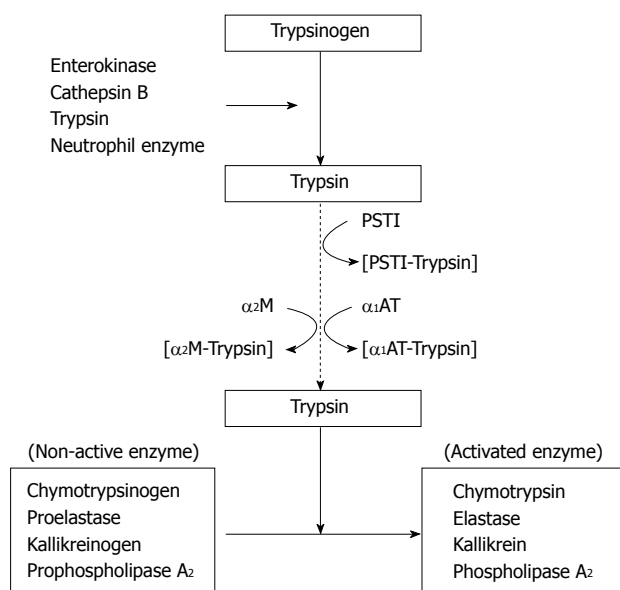 Trypsinogen
Enterokinase
Cathepsin B
Trypsin
Neutrophil enzyme
Trypsin
PSTI
[PSTI-Trypsin]
α₂M
α₁AT
[α₂M-Trypsin]
[α₁AT-Trypsin]
Trypsin
(Non-active enzyme)
Chymotrypsinogen
Proelastase
Kallikreinogen
Prophospholipase A₂
(Activated enzyme)
Chymotrypsin
Elastase
Kallikrein
Phospholipase A₂